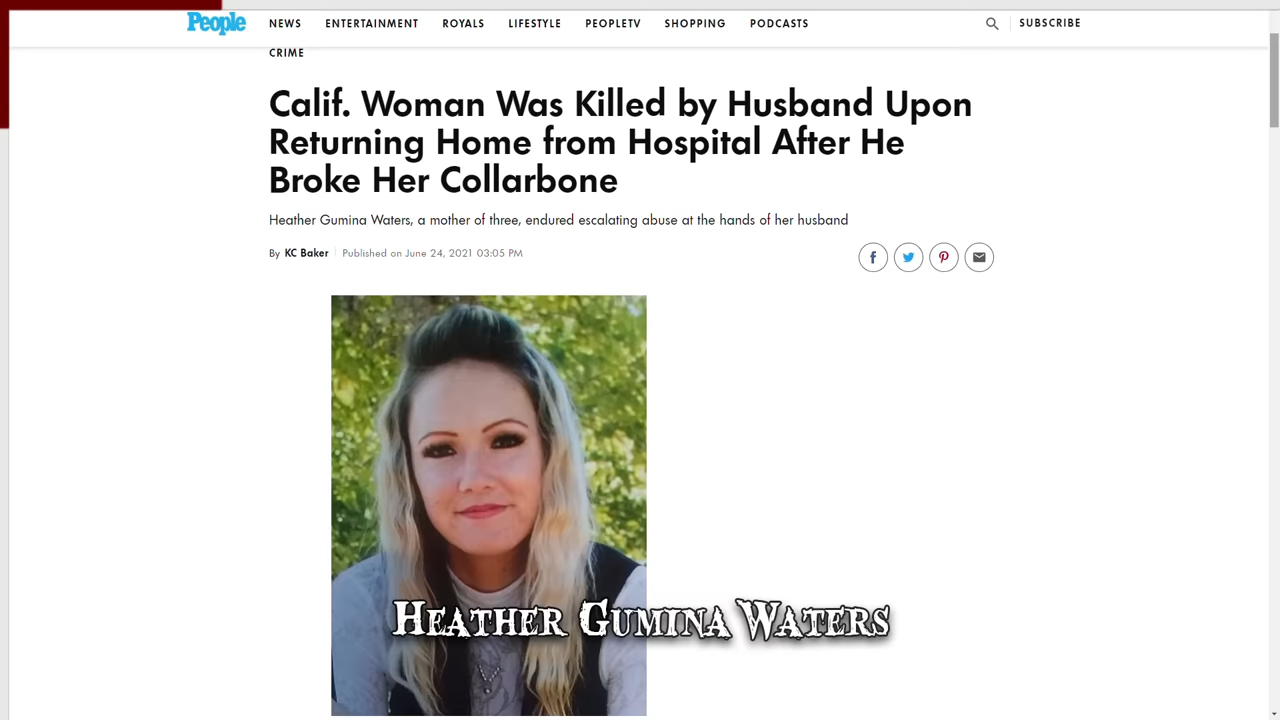 People NEWS ENTERTAINMENT ROYALS LIFESTYLE PEOPLETV SHOPPING PODCASTS SUBSCRIBE
CRIME
Calif. Woman Was Killed by Husband Upon
Returning Home from Hospital After He
Broke Her Collarbone
Heather Gumina Waters, a mother of three, endured escalating abuse at the hands of her husband
By KC Baker Published on June 24, 2021 03:05 PM
HEATHER GUMINA WATERS